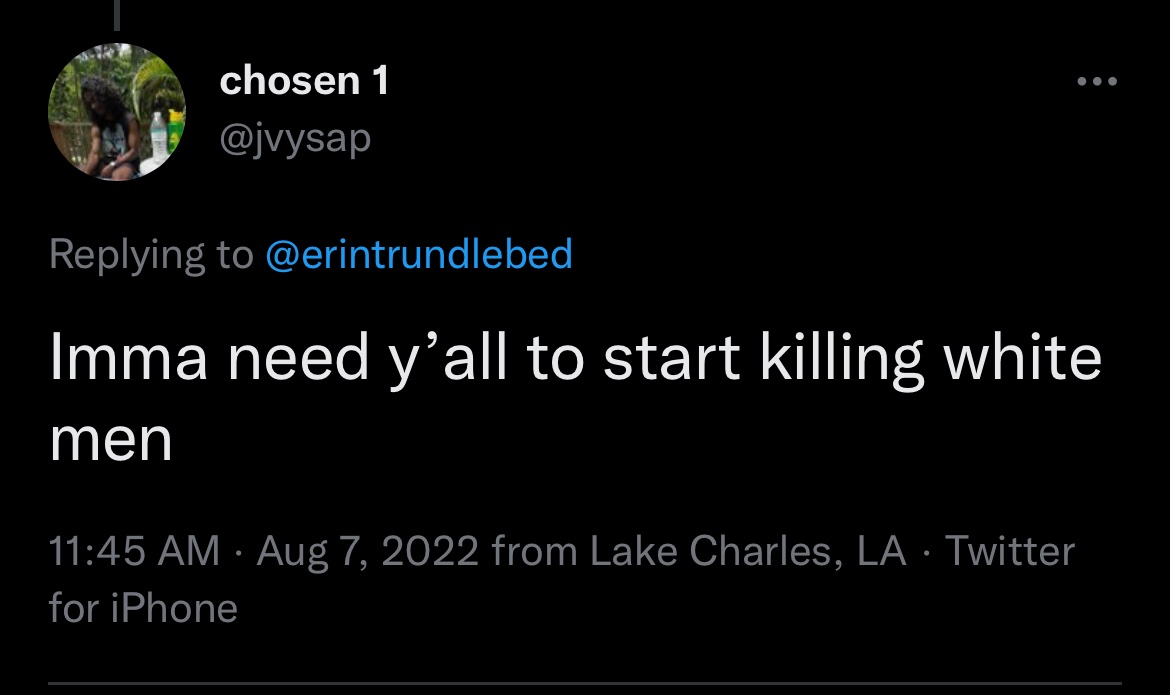 chosen 1
@jvysap
Replying to @erintrundlebed
Imma need y’all to start killing white
men
11:45 AM · Aug 7, 2022 from Lake Charles, LA · Twitter
for iPhone